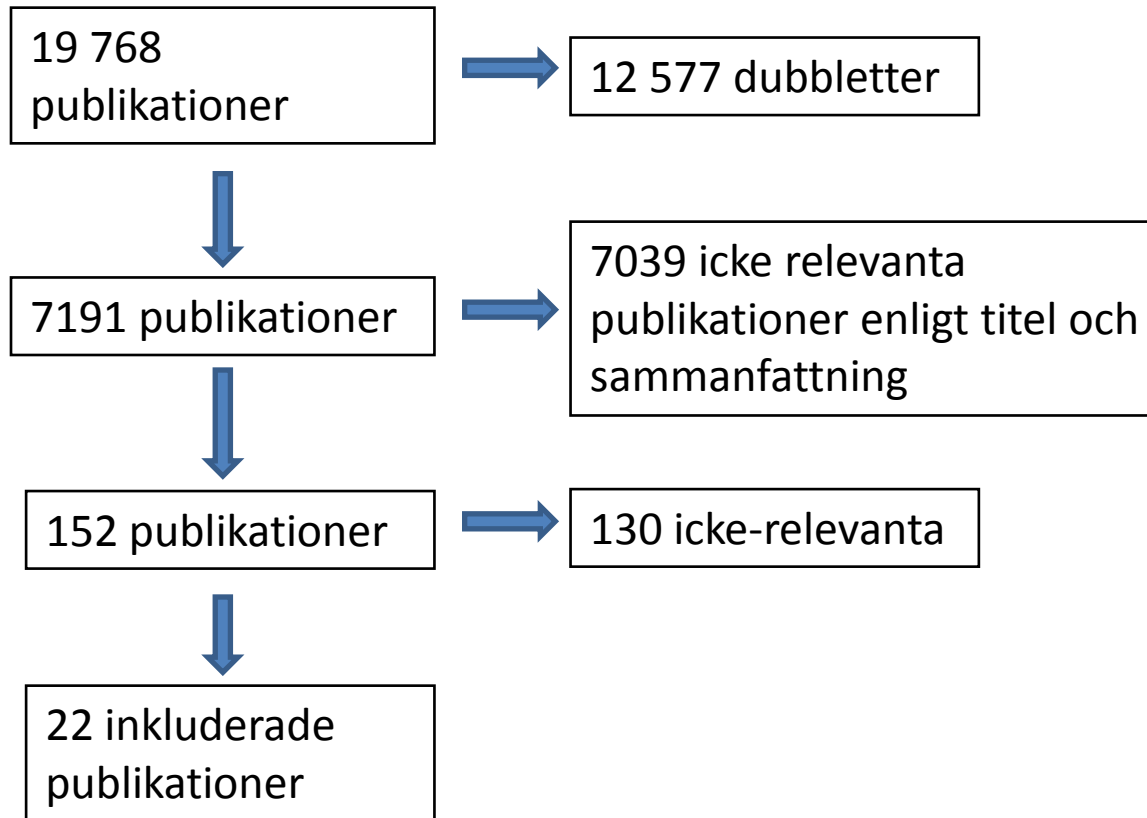 19 768
publikationer
12 577 dubbletter
7191 publikationer
7039 icke relevanta
publikationer enligt titel och
sammanfattning
152 publikationer
130 icke-relevanta
22 inkluderade
publikationer